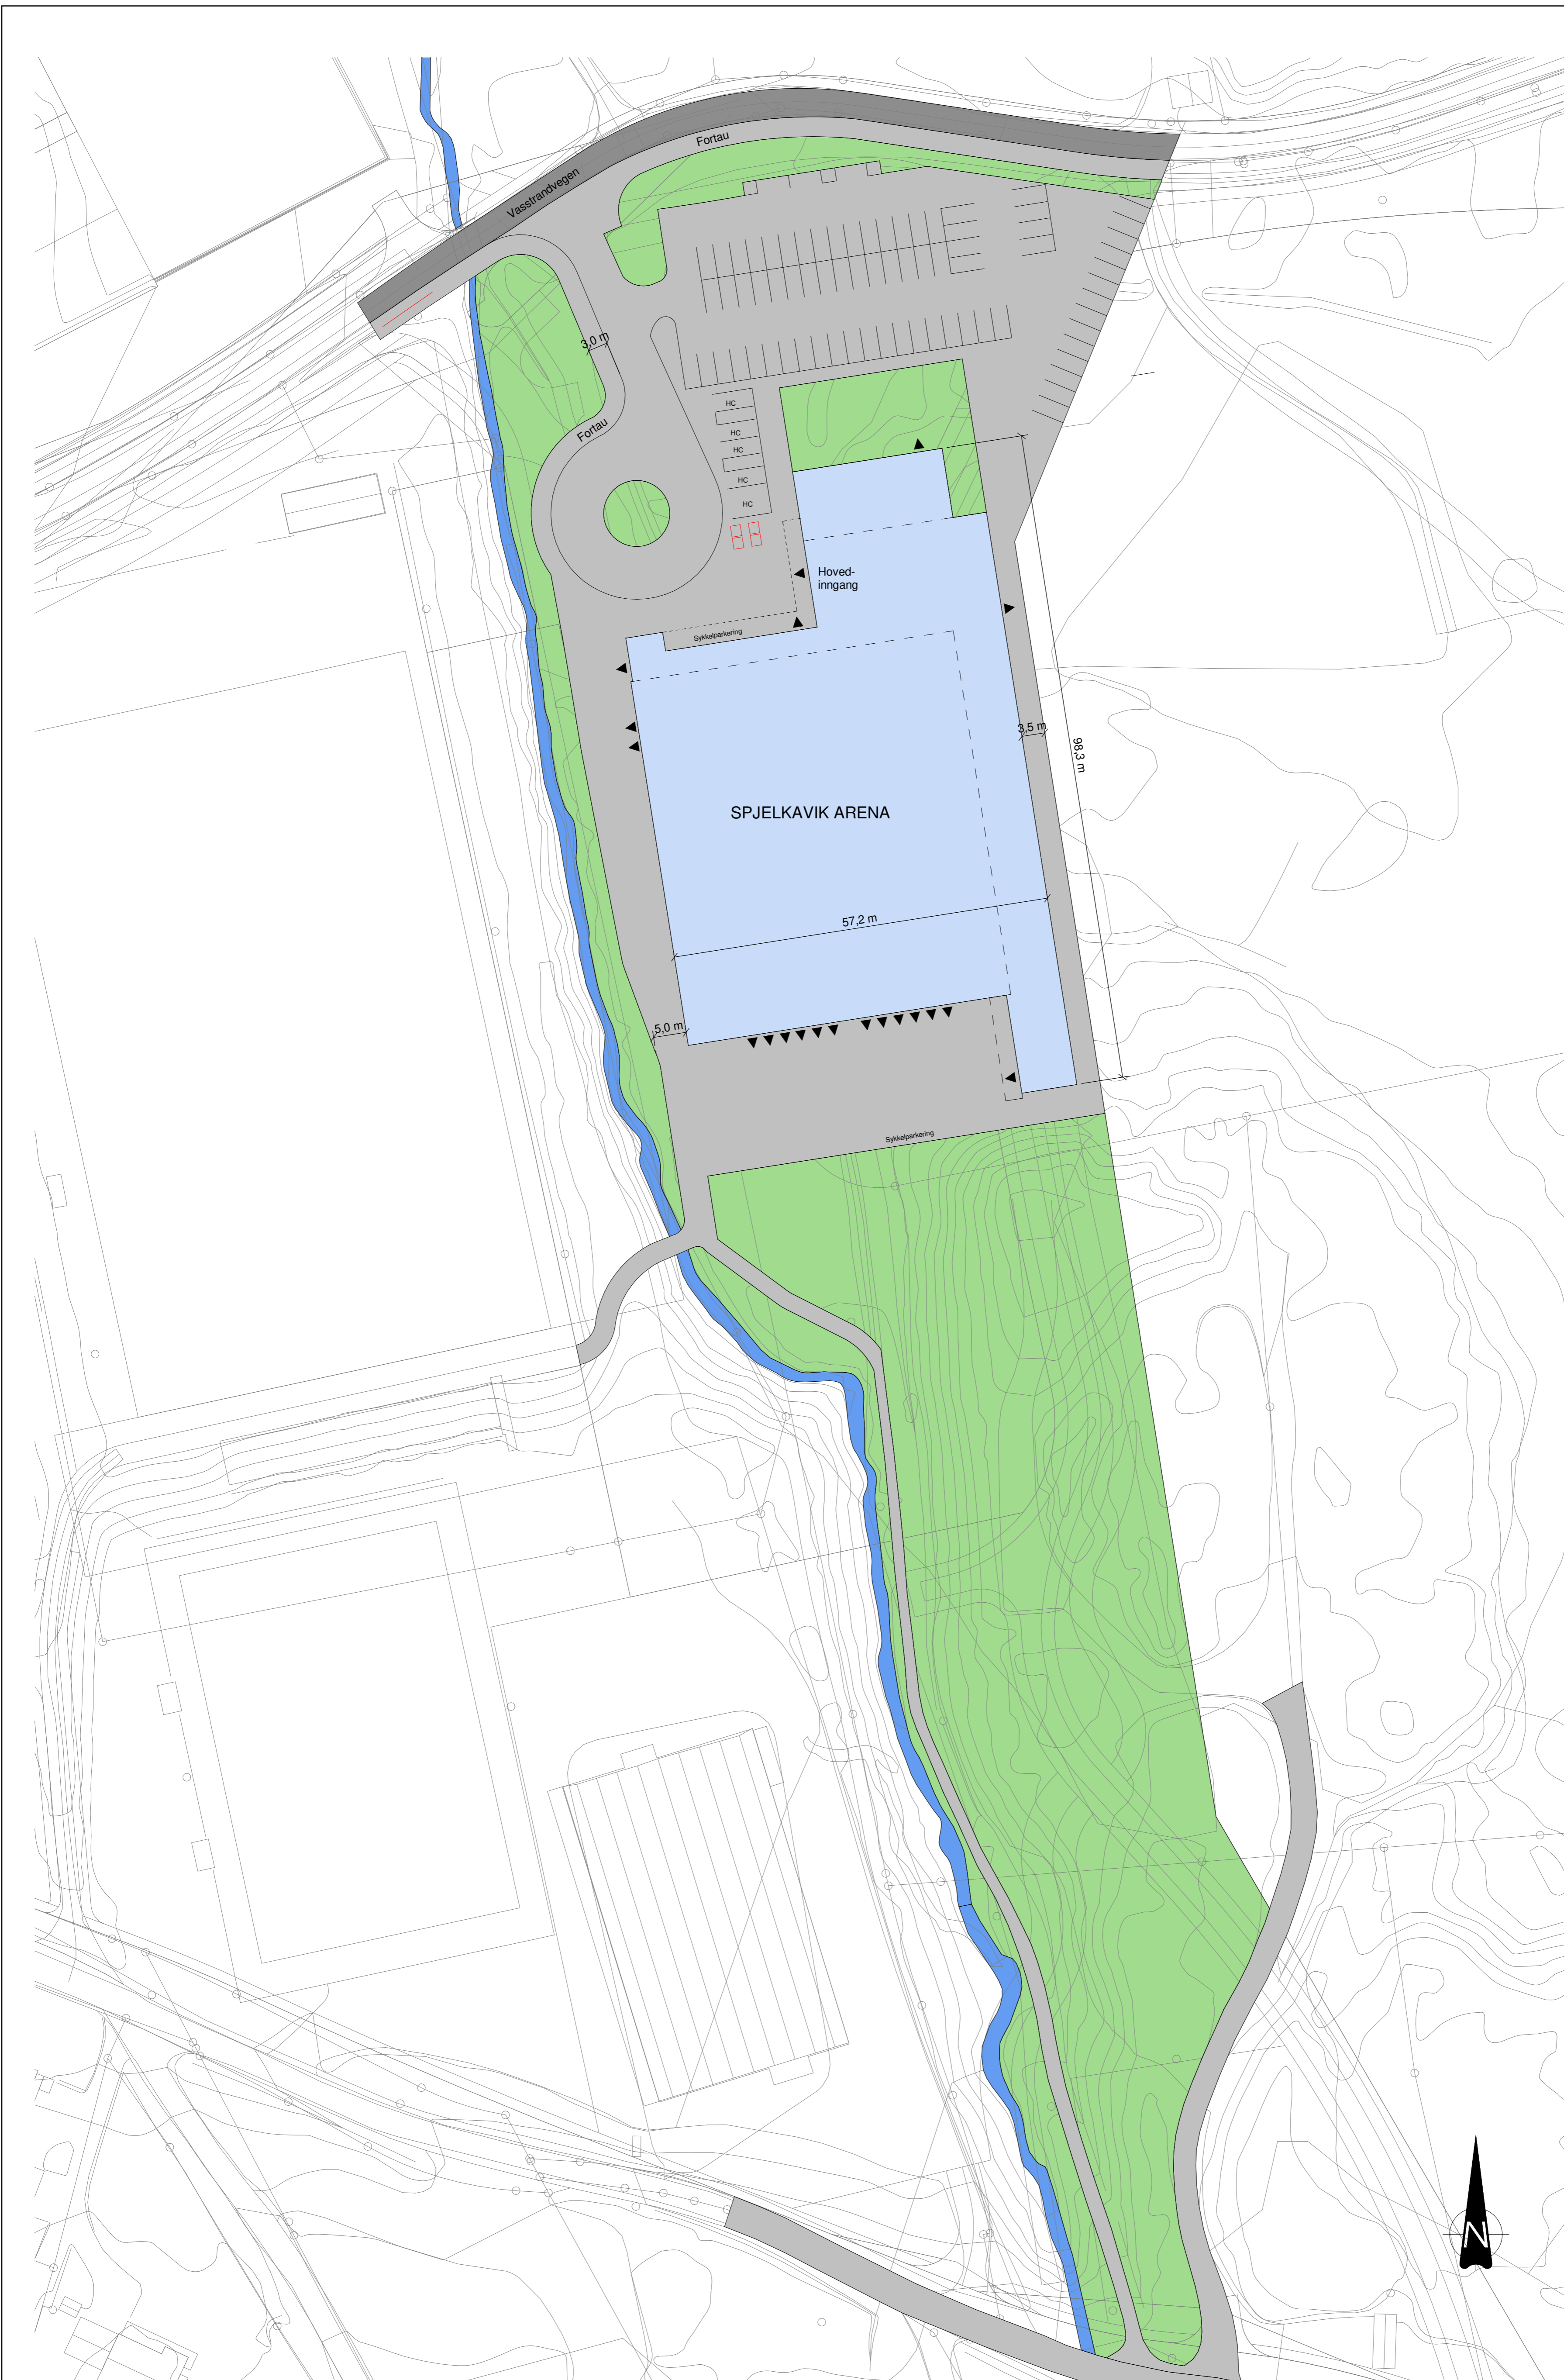 Fortau
Vasstrandvegen
3,0 m
HC
Fortau
HC
HC
HC
HC
Hoved-
inngang
Sykkelparkering
3,5 m
98,3 m
SPJELKAVIK ARENA
57,2 m
5,0 m
Sykkelparkering
N